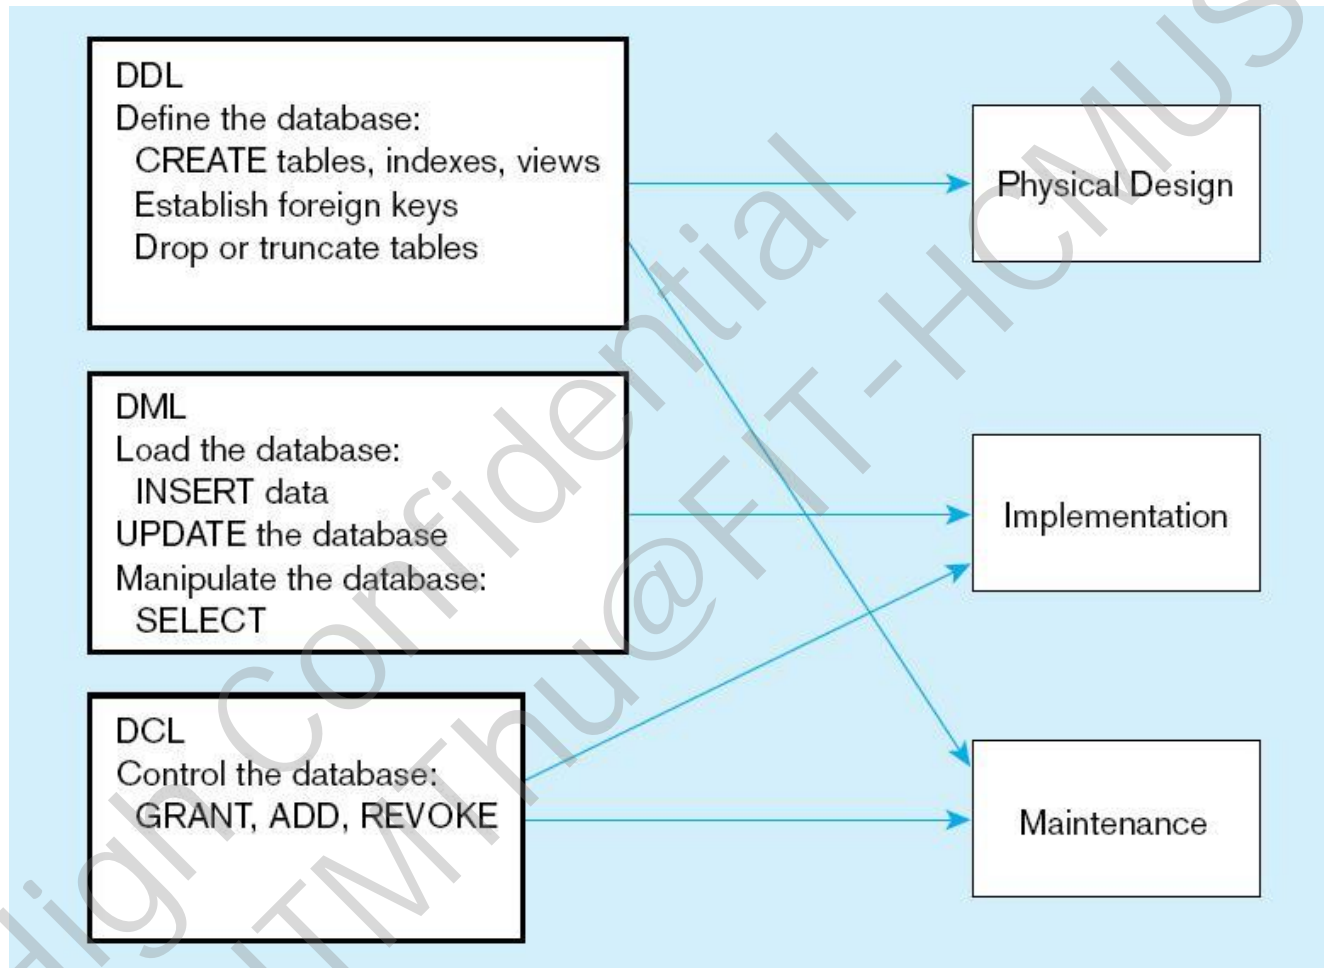 DDL
Define the database:
CREATE tables, indexes, views
Establish foreign keys
Drop or truncate tables
Physical Design
DML
Load the database:
INSERT data
UPDATE the database
Manipulate the database:
SELECT
Implementation
DCL
Control the database:
GRANT, ADD, REVOKE
Maintenance
High Confidential
TMThu@FIT-HCMUS